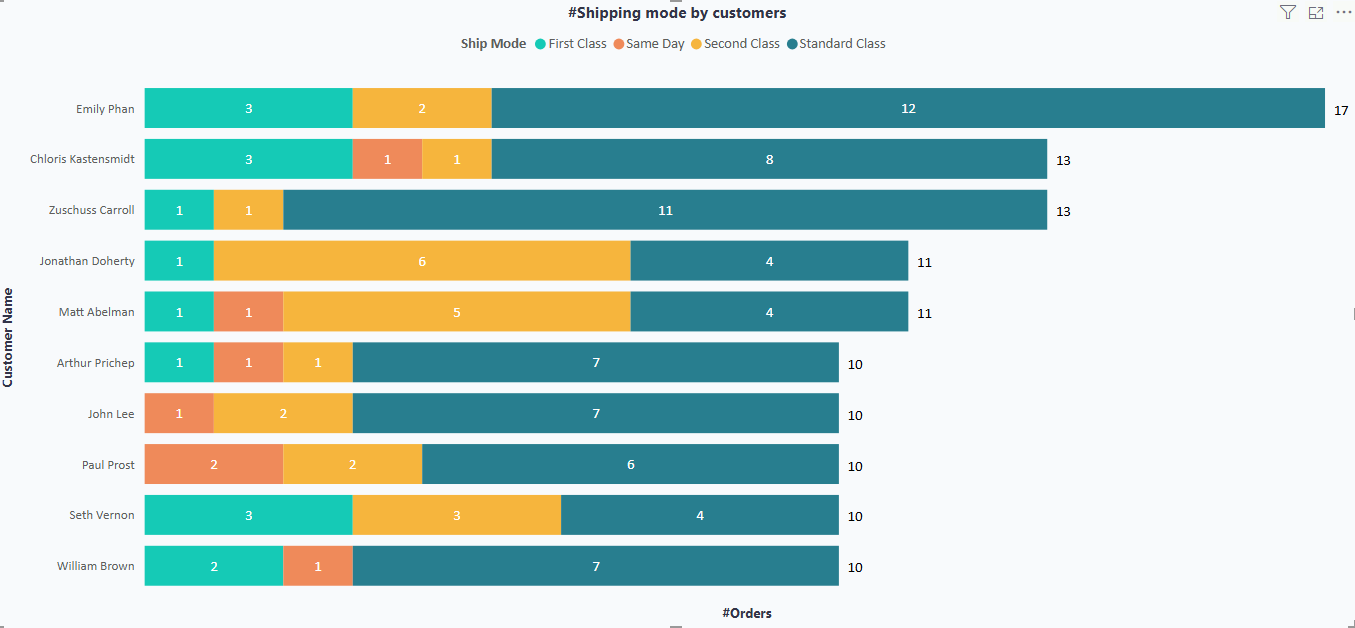 #Shipping mode by customers
Ship Mode First Class Same Day Second Class Standard Class
Customer Name
Emily Phan 3 2 12 17
Chloris Kastensmidt 3 1 1 8 13
Zuschuss Carroll 1 1 11 13
Jonathan Doherty 1 6 4 11
Matt Abelman 1 1 5 4 11
Arthur Prichep 1 1 1 7 10
John Lee 1 2 7 10
Paul Prost 2 2 6 10
Seth Vernon 3 3 4 10
William Brown 2 1 7 10
#Orders